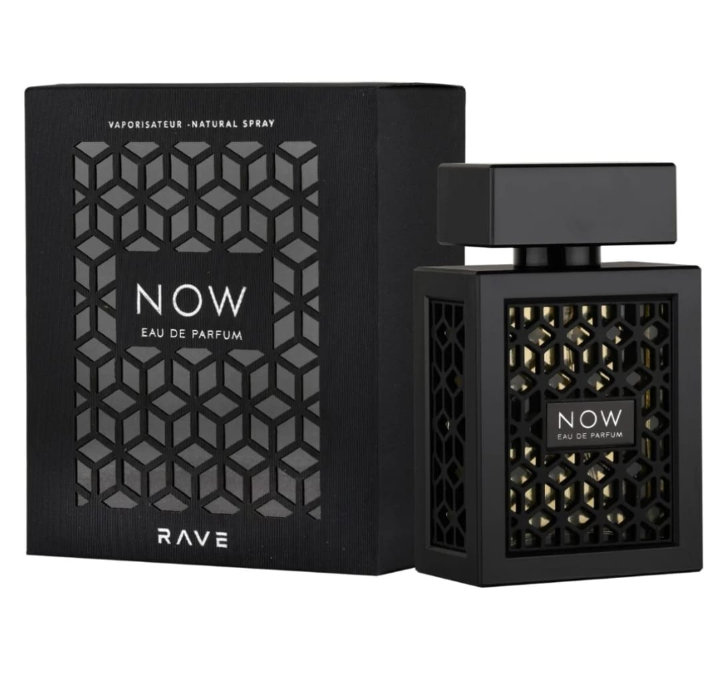 VAPORISATEUR -NATURAL SPRAY
NOW
EAU DE PARFUM
RAVE
NOW
EAU DE PARFUM